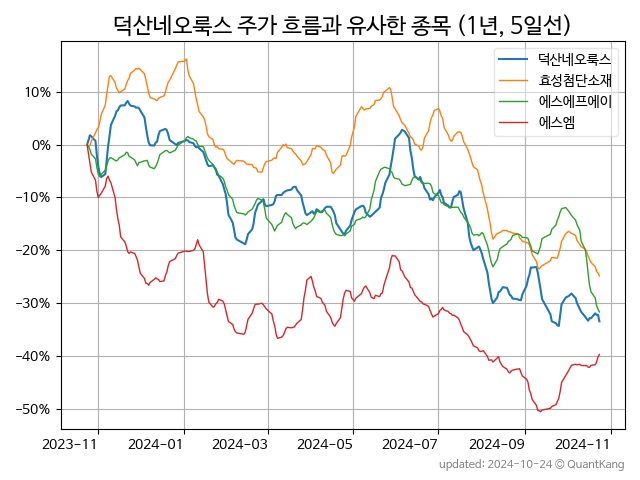 덕산네오룩스 주가 흐름과 유사한 종목 (1년, 5일선)
덕산네오룩스
효성첨단소재
에스에프에이
에스엠
10%
0%
−10%
−20%
−30%
−40%
−50%
2023-11
2024-01
2024-03
2024-05
2024-07
2024-09
2024-11
updated: 2024-10-24 © QuantKang